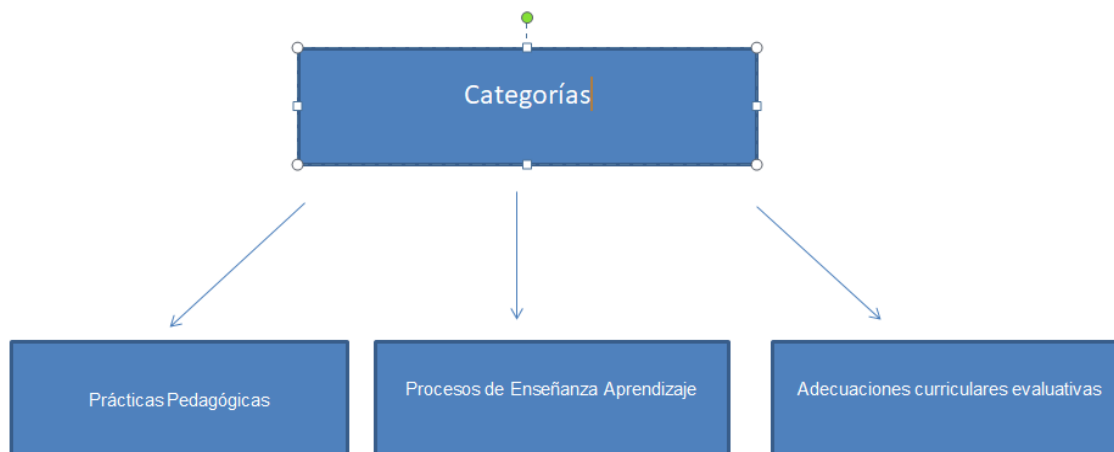 Categorías
Prácticas Pedagógicas
Procesos de Enseñanza Aprendizaje
Adecuaciones curriculares evaluativas